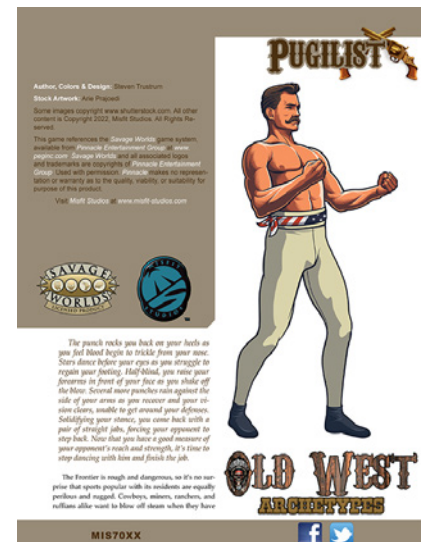 PUGILIST
Author, Colors & Design: Steven Trustrum
Stock Artwork: Arie Prapiedi
Some images copyright www.shutterstock.com. All other
content is Copyright 2022, Misfit Studios. All Rights Re-
served.
This game references the Savage Worlds game system,
available from Pinnacle Entertainment Group at www.
peginc.com. Savage Worlds and all associated logos
and trademarks are copyrights of Pinnacle Entertainment
Group. Used with permission. Pinnacle makes no represen-
tation or warranty as to the quality, viability, or suitability for
purpose of this product.
Visit Misfit Studios at www.misfit-studios.com
SAVAGE
WORLDS
LICENSED PRODUCT
MISFIT
STUDIOS
The punch rocks you back on your heels as
you feel blood begin to trickle from your nose.
Stars dance before your eyes as you struggle to
regain your footing. Half-blind, you raise your
forearms in front of your face as you shake off
the blow. Several more punches rain against the
side of your arms as you recover and your vi-
sion clears, unable to get around your defenses.
Solidifying your stance, you came back with a
pair of straight jabs, forcing your opponent to
step back. Now that you have a good measure of
your opponent's reach and strength, it's time to
stop dancing with him and finish the job.
The Frontier is rough and dangerous, so it's no sur-
prise that sports popular with its residents are equally
perilous and rugged. Cowboys, miners, ranchers, and
ruffians alike want to blow off steam when they have
OLD WEST
ARCHETYPES
MIS70XX